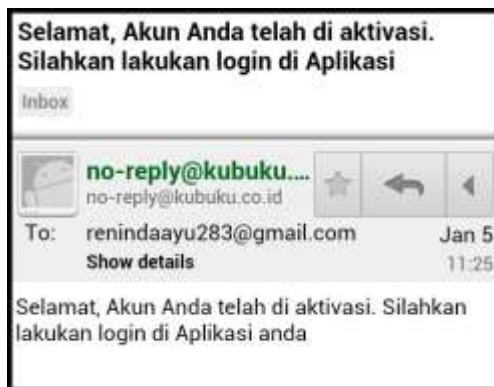 Selamat, Akun Anda telah di aktivasi.
Silahkan lakukan login di Aplikasi
Inbox
no-reply@kubuku....
no-reply@kubuku.co.id
To: renindaayu283@gmail.com Jan 5
Show details 11:25
Selamat, Akun Anda telah di aktivasi. Silahkan
lakukan login di Aplikasi anda